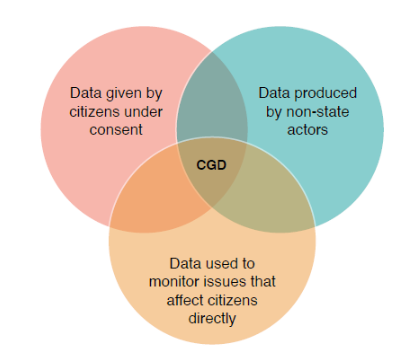 Data given by
citizens under
consent
Data produced
by non-state
actors
CGD
Data used to
monitor issues that
affect citizens
directly